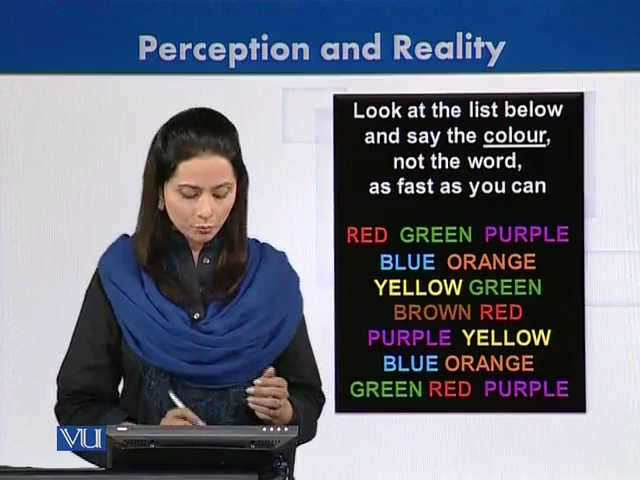 Perception and Reality
Look at the list below
and say the colour,
not the word,
as fast as you can
RED GREEN PURPLE
BLUE ORANGE
YELLOW GREEN
BROWN RED
PURPLE YELLOW
BLUE ORANGE
GREEN RED PURPLE
VU